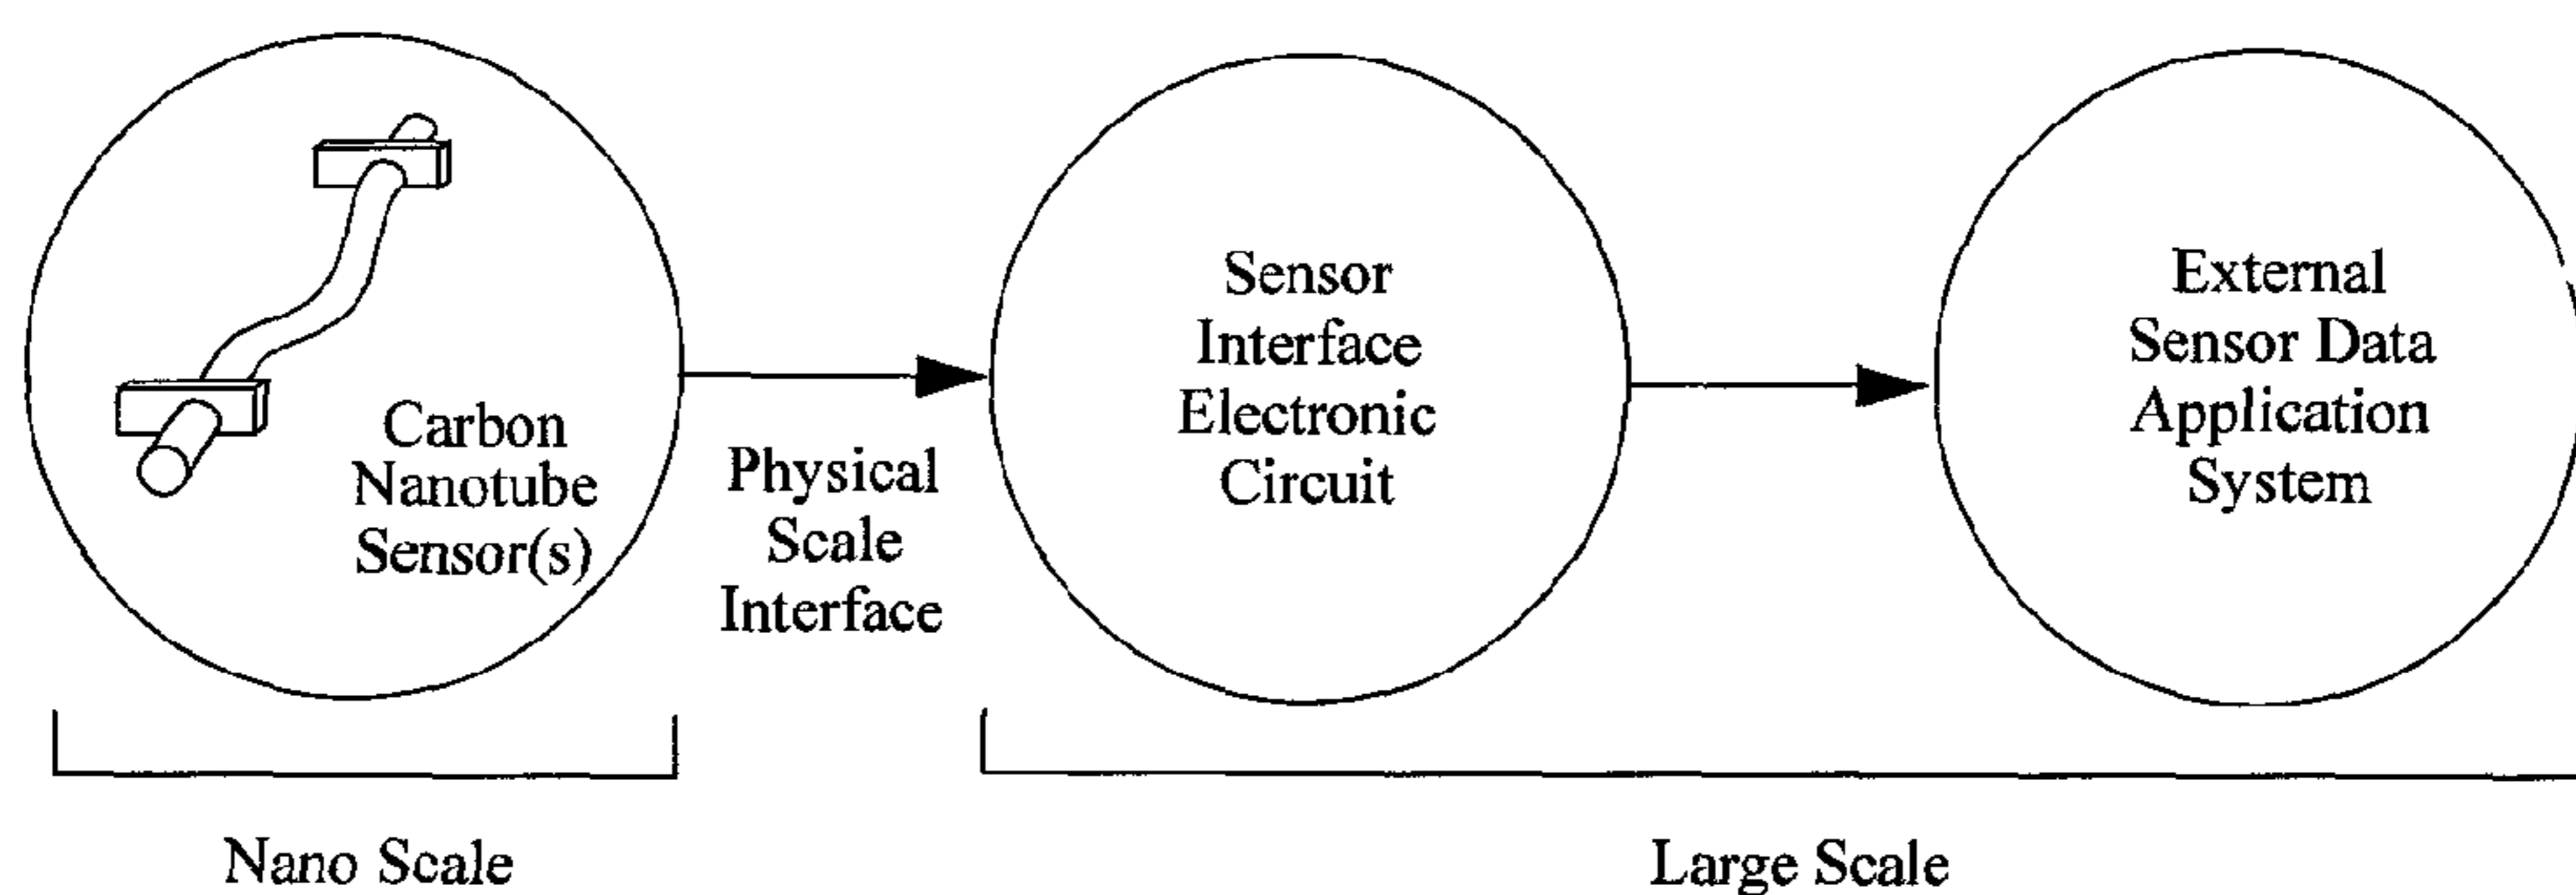 Carbon
Nanotube
Sensor(s)
Physical
Scale
Interface
Sensor
Interface
Electronic
Circuit
External
Sensor Data
Application
System
Nano Scale
Large Scale